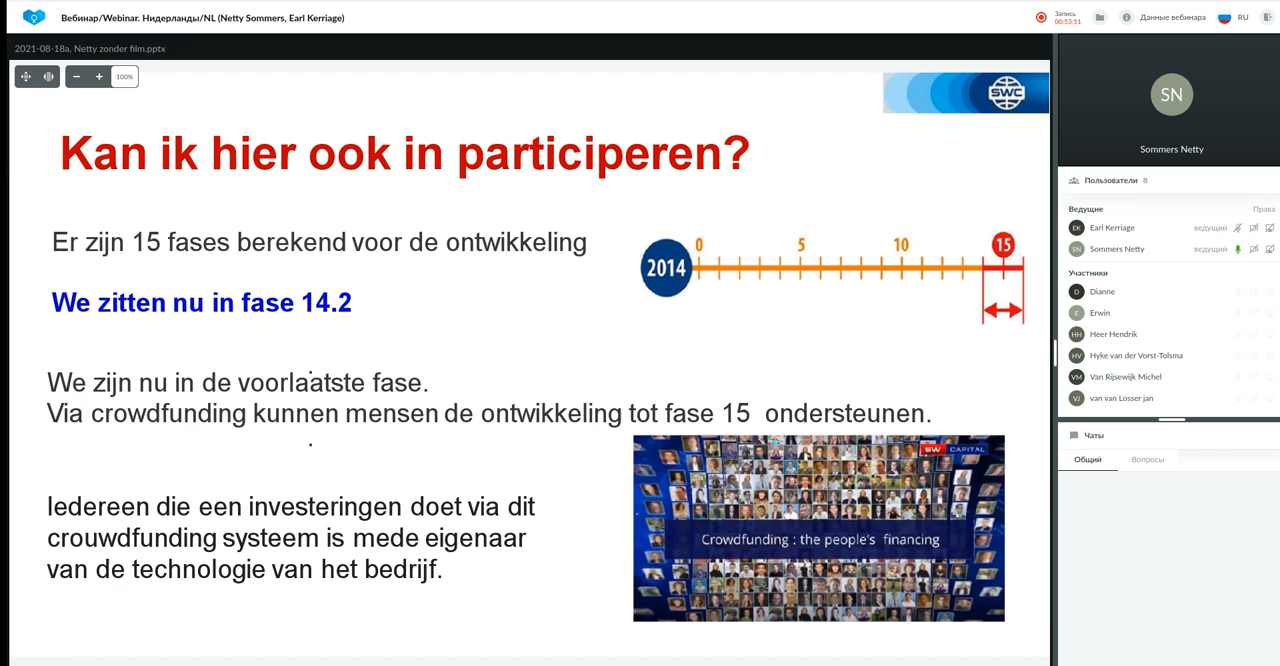 Вебинар/Webinar. Нидерланды/NL (Netty Sommers, Earl Kerriage)
Запись
00:53:51
Данные вебинара
RU
2021-08-18a, Netty zonder film.pptx
100%
SWC
Kan ik hier ook in participeren?
Er zijn 15 fases berekend voor de ontwikkeling
We zitten nu in fase 14.2
2014
0
5
10
15
We zijn nu in de voorlaatste fase.
Via crowdfunding kunnen mensen de ontwikkeling tot fase 15 ondersteunen.
.
Iedereen die een investeringen doet via dit
crouwdfunding systeem is mede eigenaar
van de technologie van het bedrijf.
SW CAPITAL
Crowdfunding : the people's financing
SN
Sommers Netty
Пользователи 8
Ведущие Права
EK Earl Kerriage ведущий
SN Sommers Netty ведущий
Участники
D Dianne
E Erwin
HH Heer Hendrik
HV Hyke van der Vorst-Tolsma
VM Van Rijsewijk Michel
VJ van van Losser jan
Чаты
Общий Вопросы